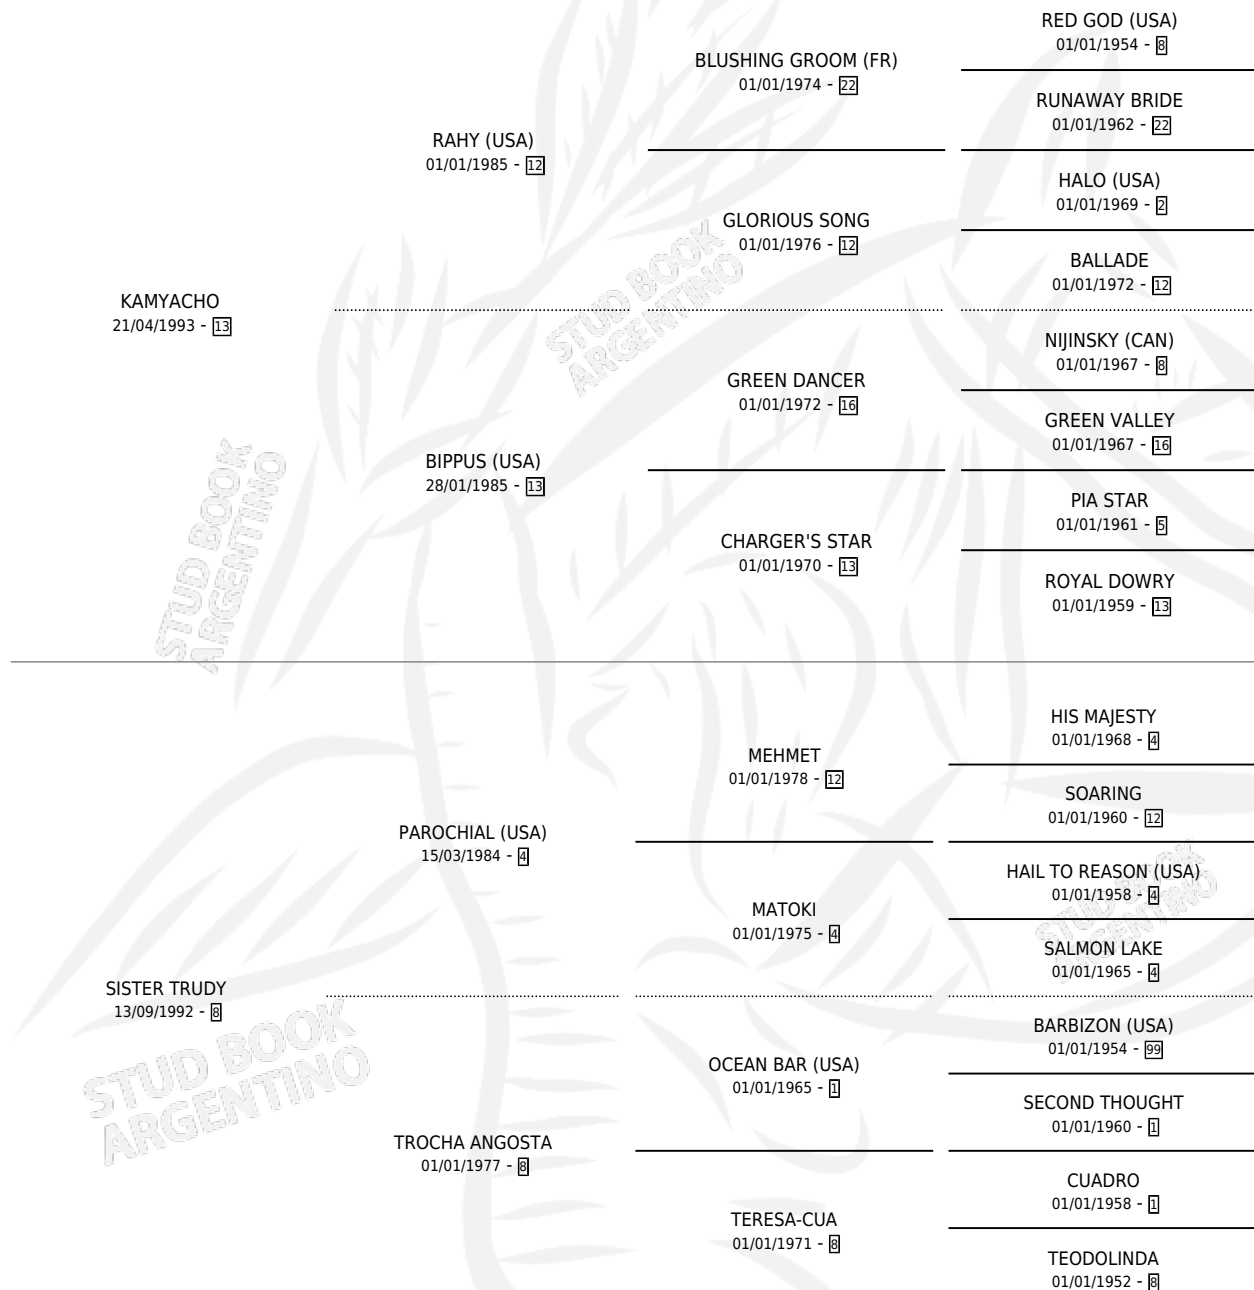 RED GOD (USA)
01/01/1954 - 8
BLUSHING GROOM (FR)
01/01/1974 - 22
RUNAWAY BRIDE
01/01/1962 - 22
RAHY (USA)
01/01/1985 - 12
HALO (USA)
01/01/1969 - 2
GLORIOUS SONG
01/01/1976 - 12
BALLADE
01/01/1972 - 12
KAMYACHO
21/04/1993 - 13
NIJINSKY (CAN)
01/01/1967 - 8
GREEN DANCER
01/01/1972 - 16
GREEN VALLEY
01/01/1967 - 16
BIPPUS (USA)
28/01/1985 - 13
PIA STAR
01/01/1961 - 5
CHARGER'S STAR
01/01/1970 - 13
ROYAL DOWRY
01/01/1959 - 13
HIS MAJESTY
01/01/1968 - 4
MEHMET
01/01/1978 - 12
SOARING
01/01/1960 - 12
PAROCHIAL (USA)
15/03/1984 - 4
HAIL TO REASON (USA)
01/01/1958 - 4
MATOKI
01/01/1975 - 4
SALMON LAKE
01/01/1965 - 4
SISTER TRUDY
13/09/1992 - 8
BARBIZON (USA)
01/01/1954 - 99
OCEAN BAR (USA)
01/01/1965 - 1
SECOND THOUGHT
01/01/1960 - 1
TROCHA ANGOSTA
01/01/1977 - 8
CUADRO
01/01/1958 - 1
TERESA-CUA
01/01/1971 - 8
TEODOLINDA
01/01/1952 - 8
STUD BOOK
ARGENTINO
STUD BOOK
ARGENTINO
STUD BOOK
ARGENTINO
STUD BOOK
ARGENTINO